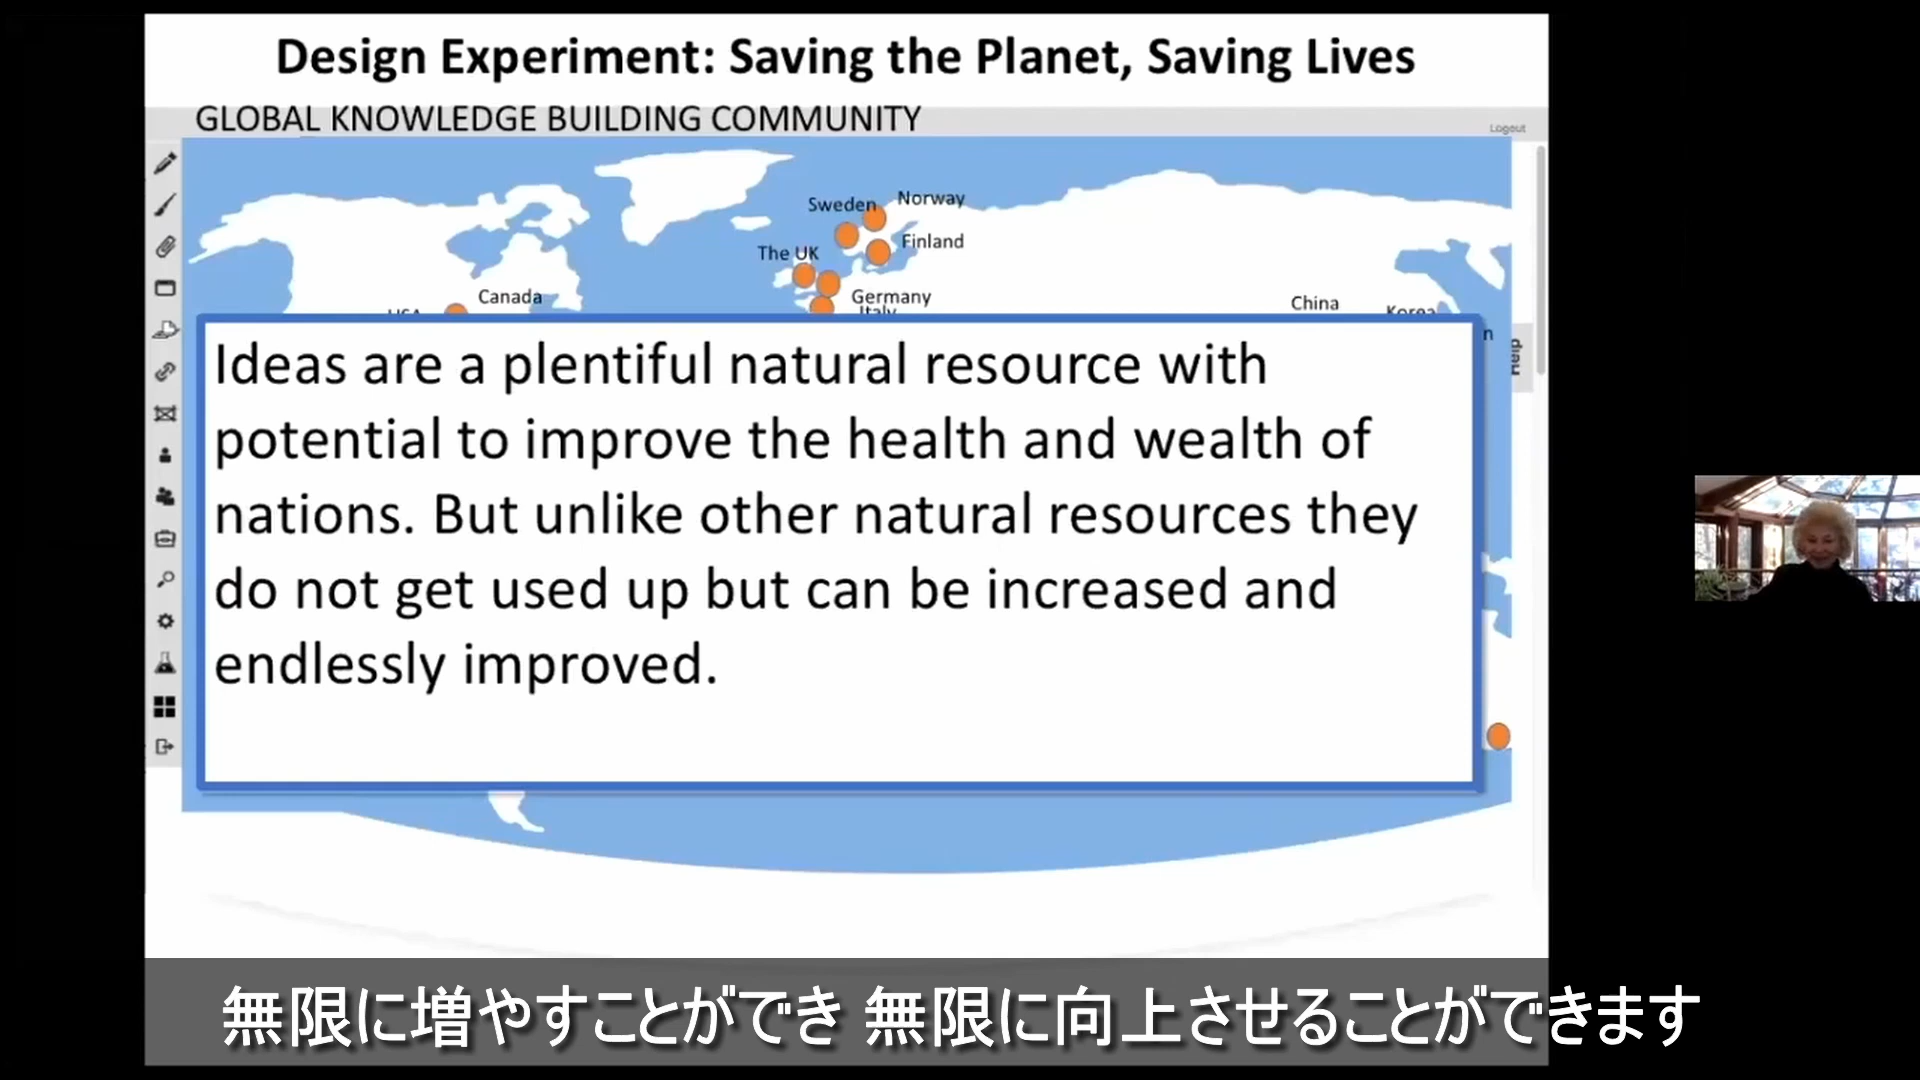 Design Experiment: Saving the Planet, Saving Lives
GLOBAL KNOWLEDGE BUILDING COMMUNITY
Logout
Sweden
Norway
The UK
Finland
Canada
Germany
USA
Italy
China
Korea
Help
Ideas are a plentiful natural resource with
potential to improve the health and wealth of
nations. But unlike other natural resources they
do not get used up but can be increased and
endlessly improved.
無限に増やすことができ 無限に向上させることができます